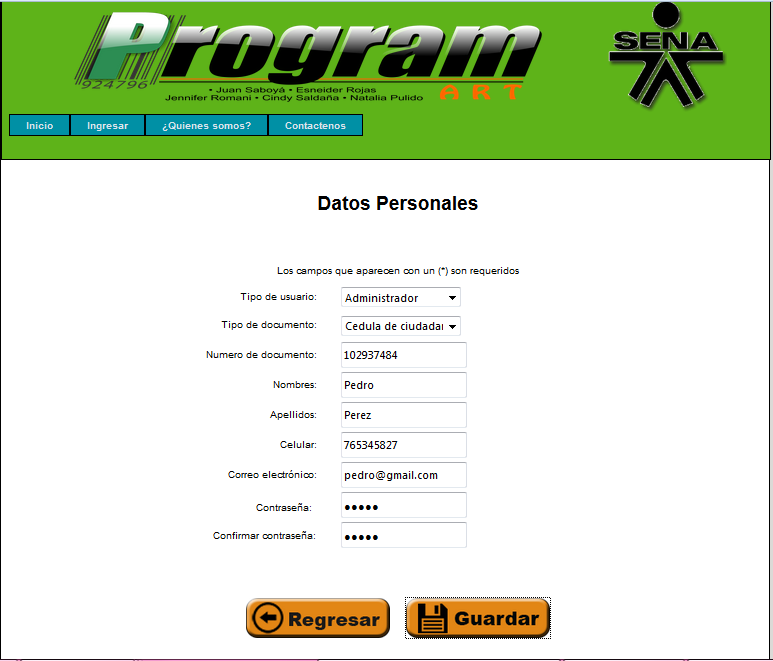 Program
924796
• Juan Saboyá • Esneider Rojas
Jennifer Romani • Cindy Saldaña • Natalia Pulido
ART
SENA
Inicio Ingresar ¿Quienes somos? Contactenos
Datos Personales
Los campos que aparecen con un (*) son requeridos
Tipo de usuario: Administrador
Tipo de documento: Cedula de ciudadar
Numero de documento: 102937484
Nombres: Pedro
Apellidos: Perez
Celular: 765345827
Correo electrónico: pedro@gmail.com
Contraseña: •••••
Confirmar contraseña: •••••
Regresar Guardar